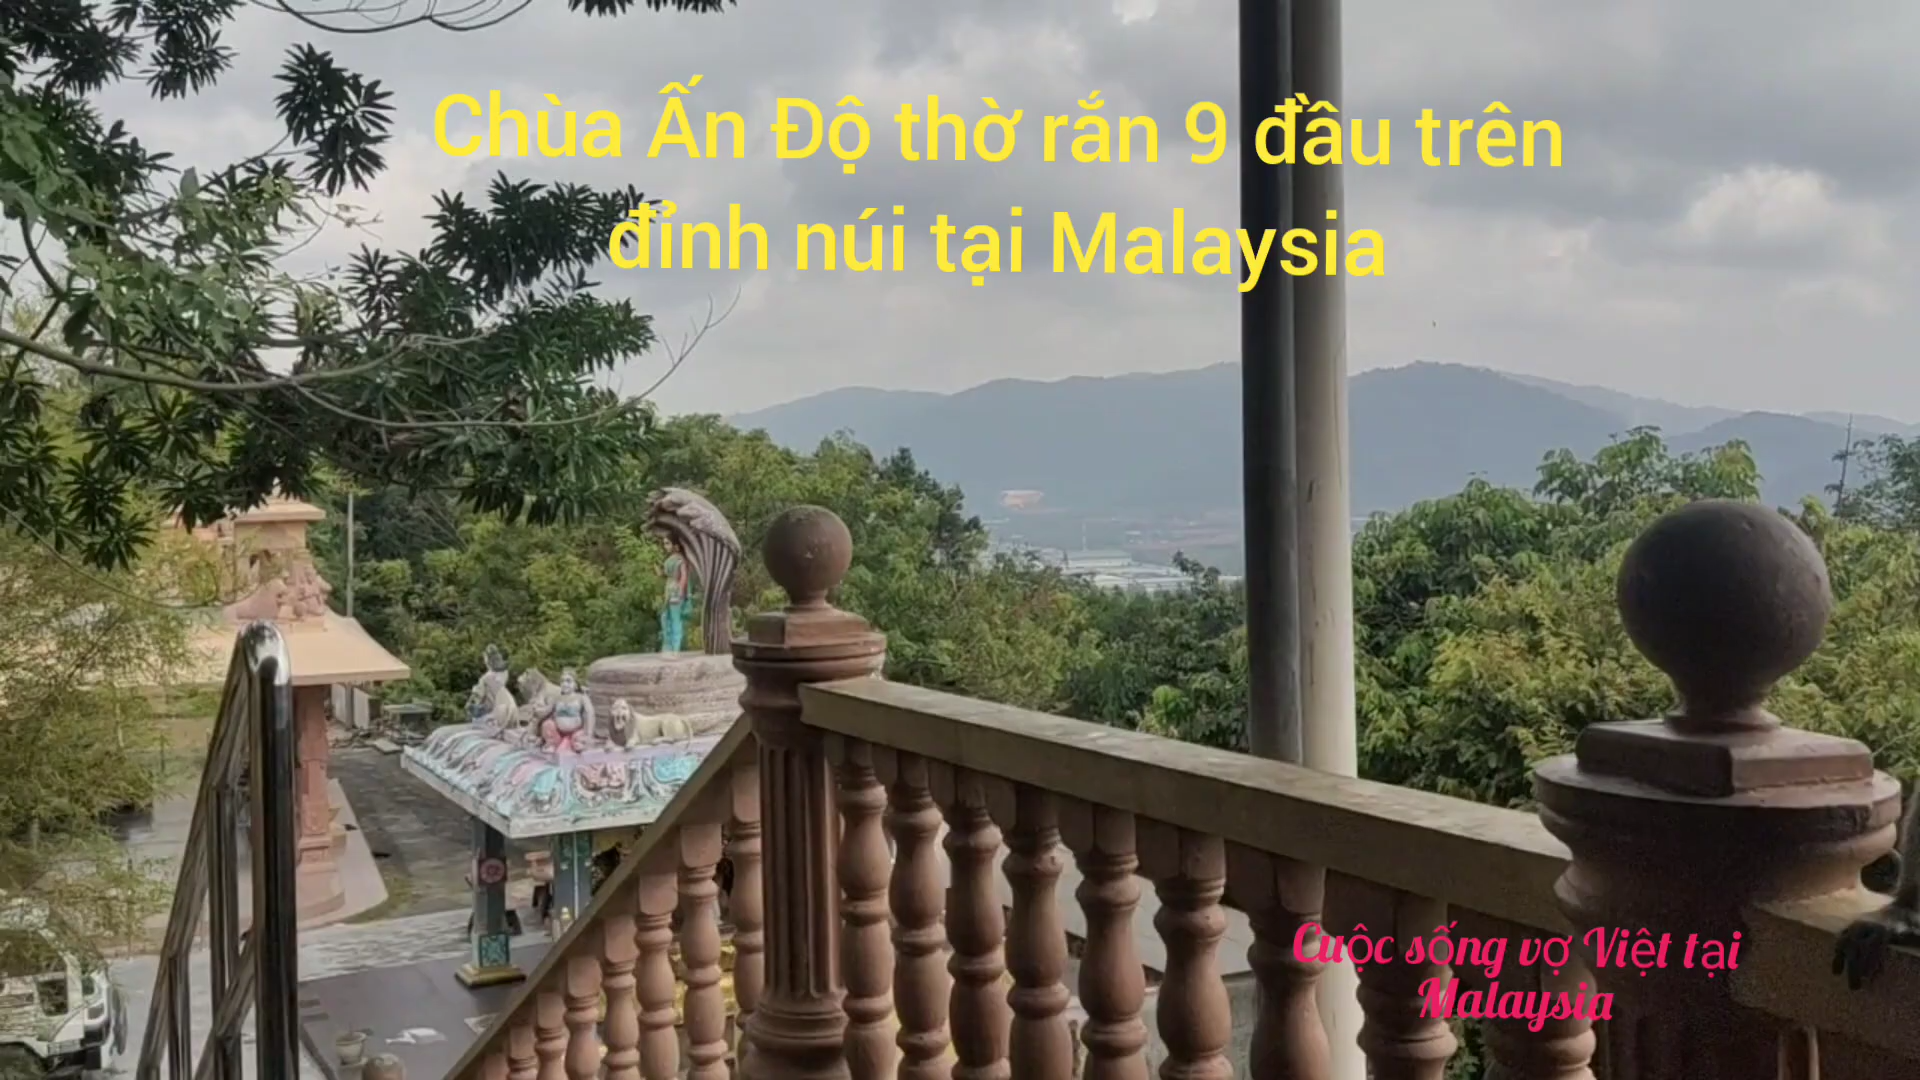 Chùa Ấn Độ thờ rắn 9 đầu trên
đỉnh núi tại Malaysia
Cuộc sống vợ Việt tại
Malaysia